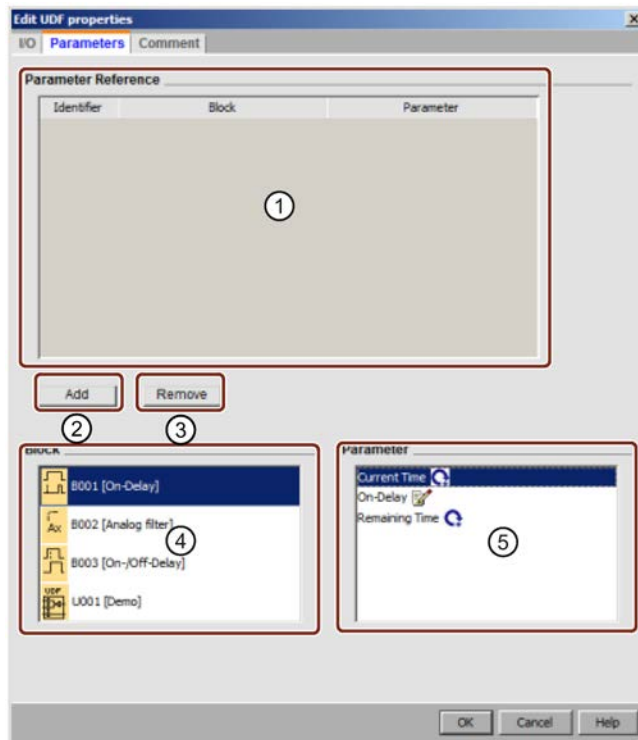 Edit UDF properties
I/O Parameters Comment
Parameter Reference
Identifier Block Parameter
①
Add Remove
② ③
Block Parameter
B001 [On-Delay]
Ax B002 [Analog filter]
④
B003 [On-/Off-Delay]
UDF U001 [Demo]
Current Time
On-Delay
Remaining Time
⑤
OK Cancel Help